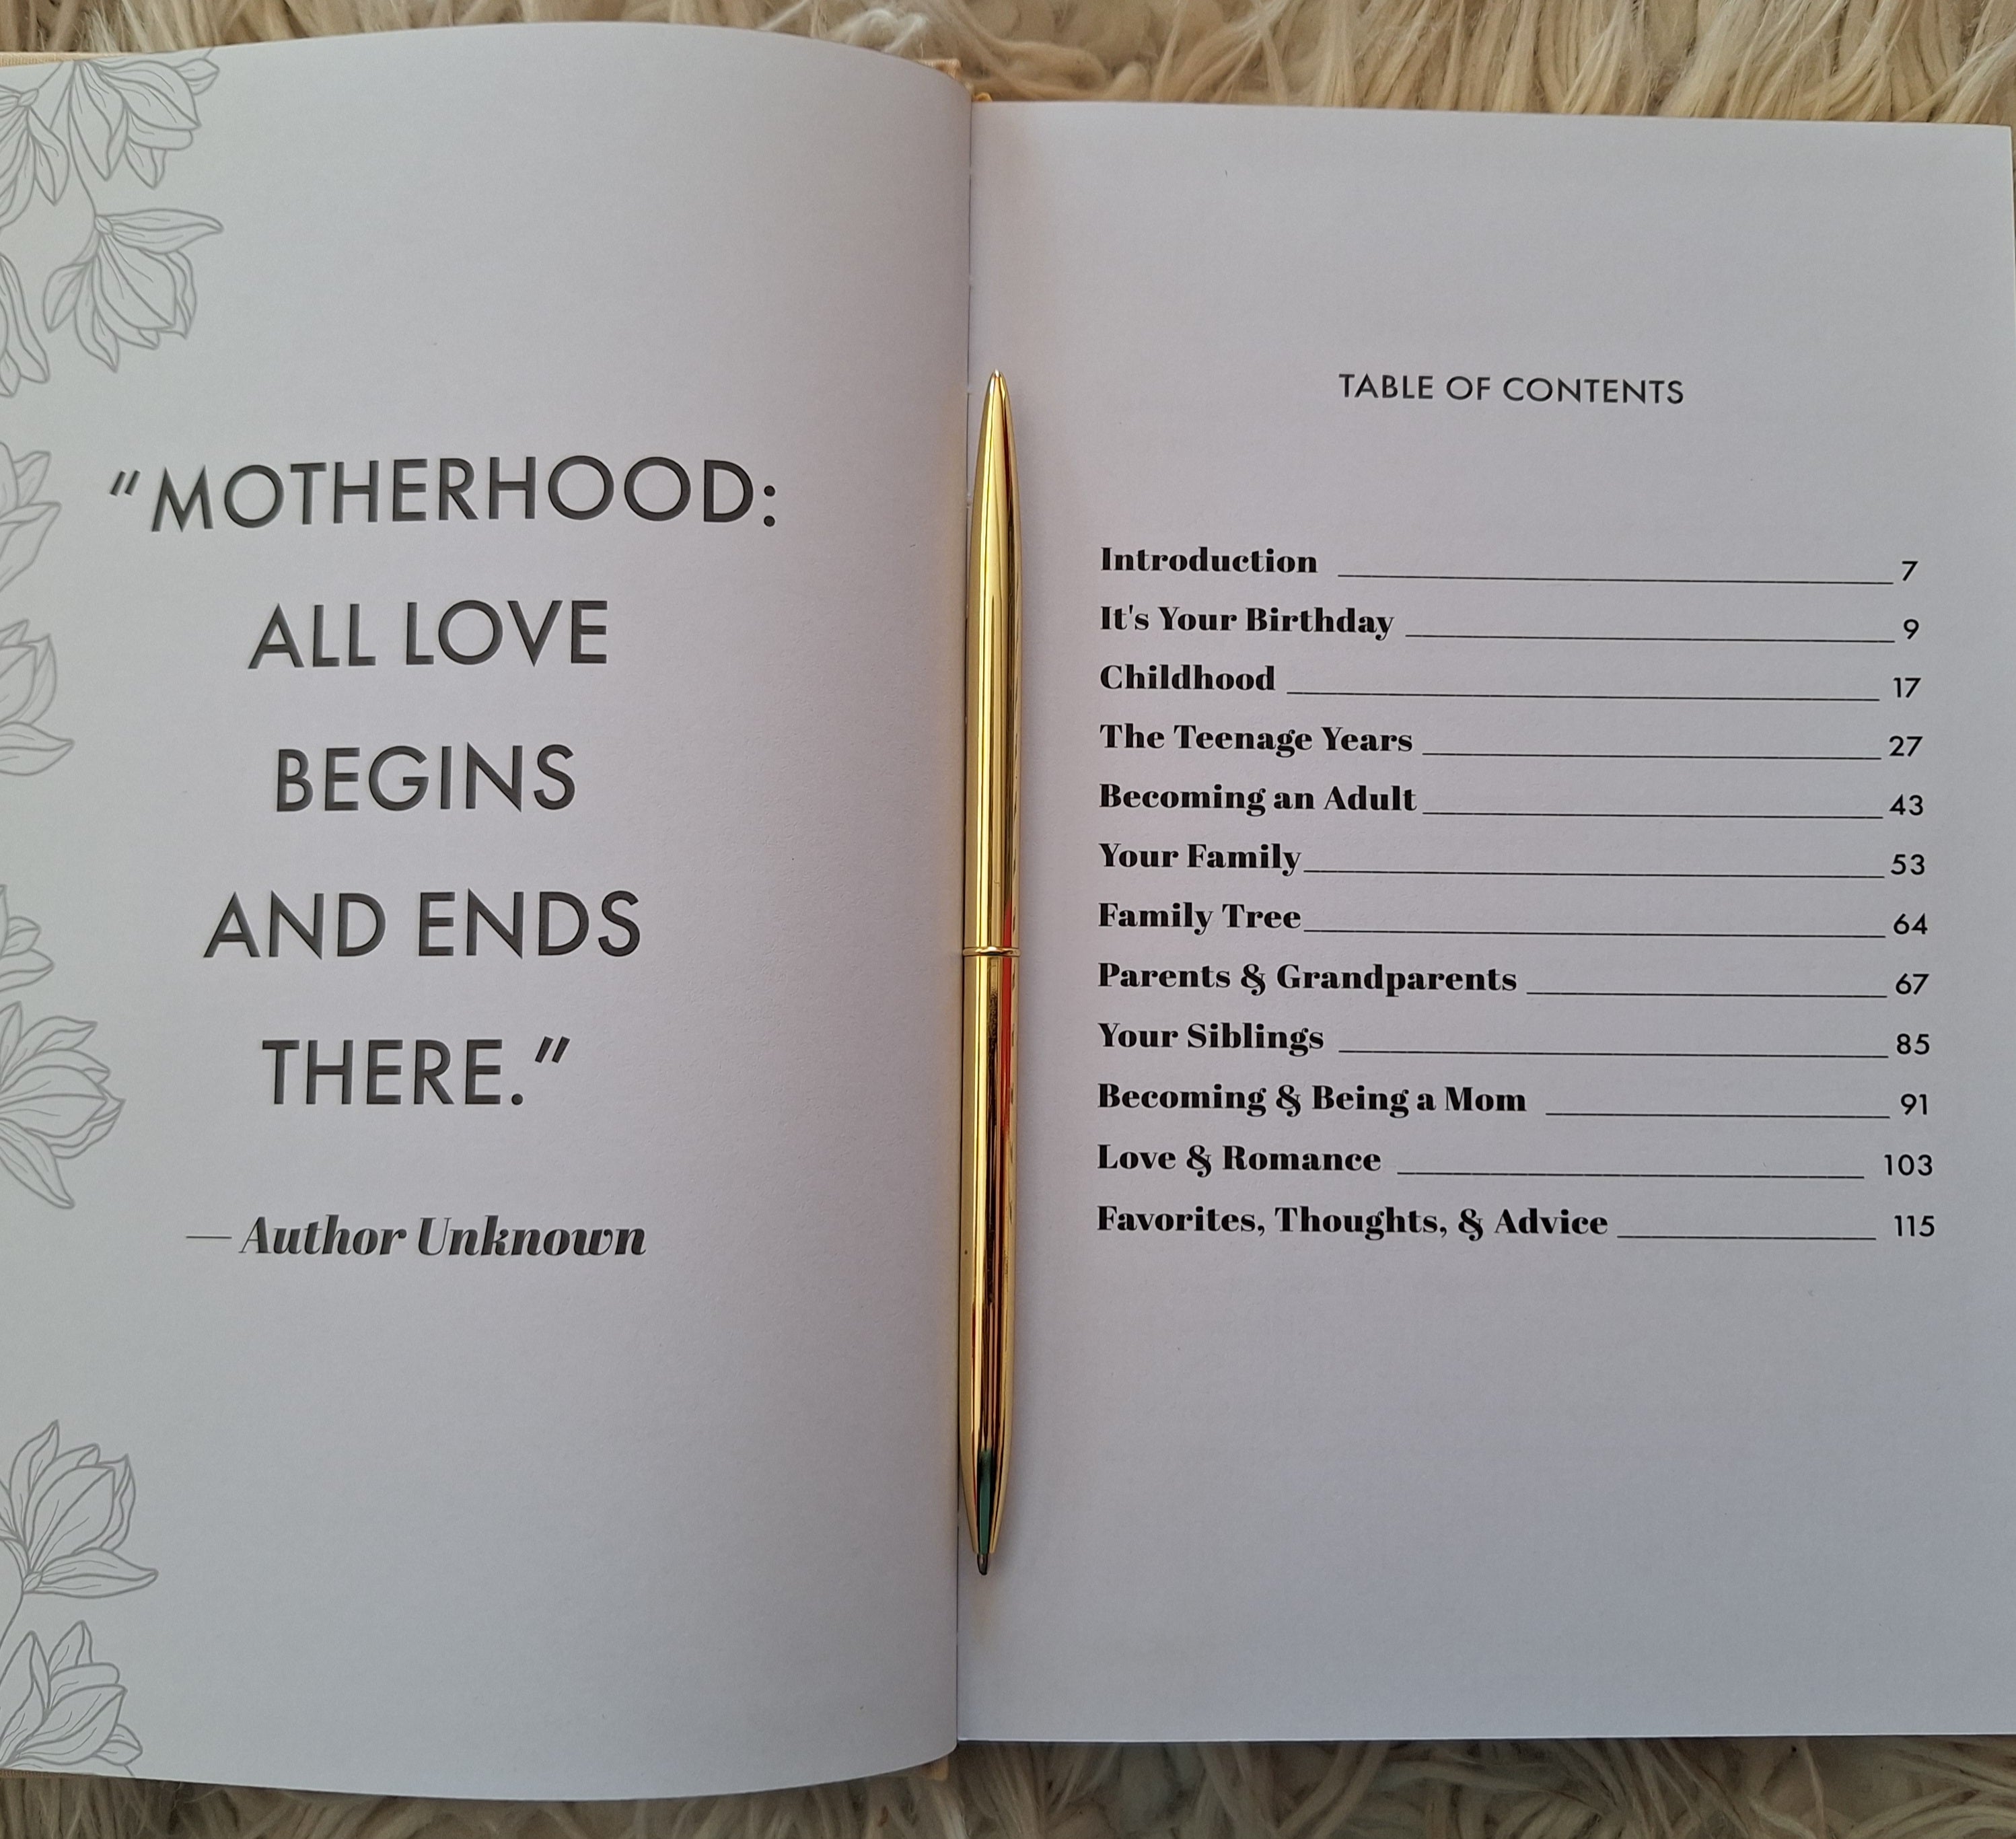 "MOTHERHOOD:
ALL LOVE
BEGINS
AND ENDS
THERE."
— Author Unknown
TABLE OF CONTENTS
Introduction 7
It's Your Birthday 9
Childhood 17
The Teenage Years 27
Becoming an Adult 43
Your Family 53
Family Tree 64
Parents & Grandparents 67
Your Siblings 85
Becoming & Being a Mom 91
Love & Romance 103
Favorites, Thoughts, & Advice 115